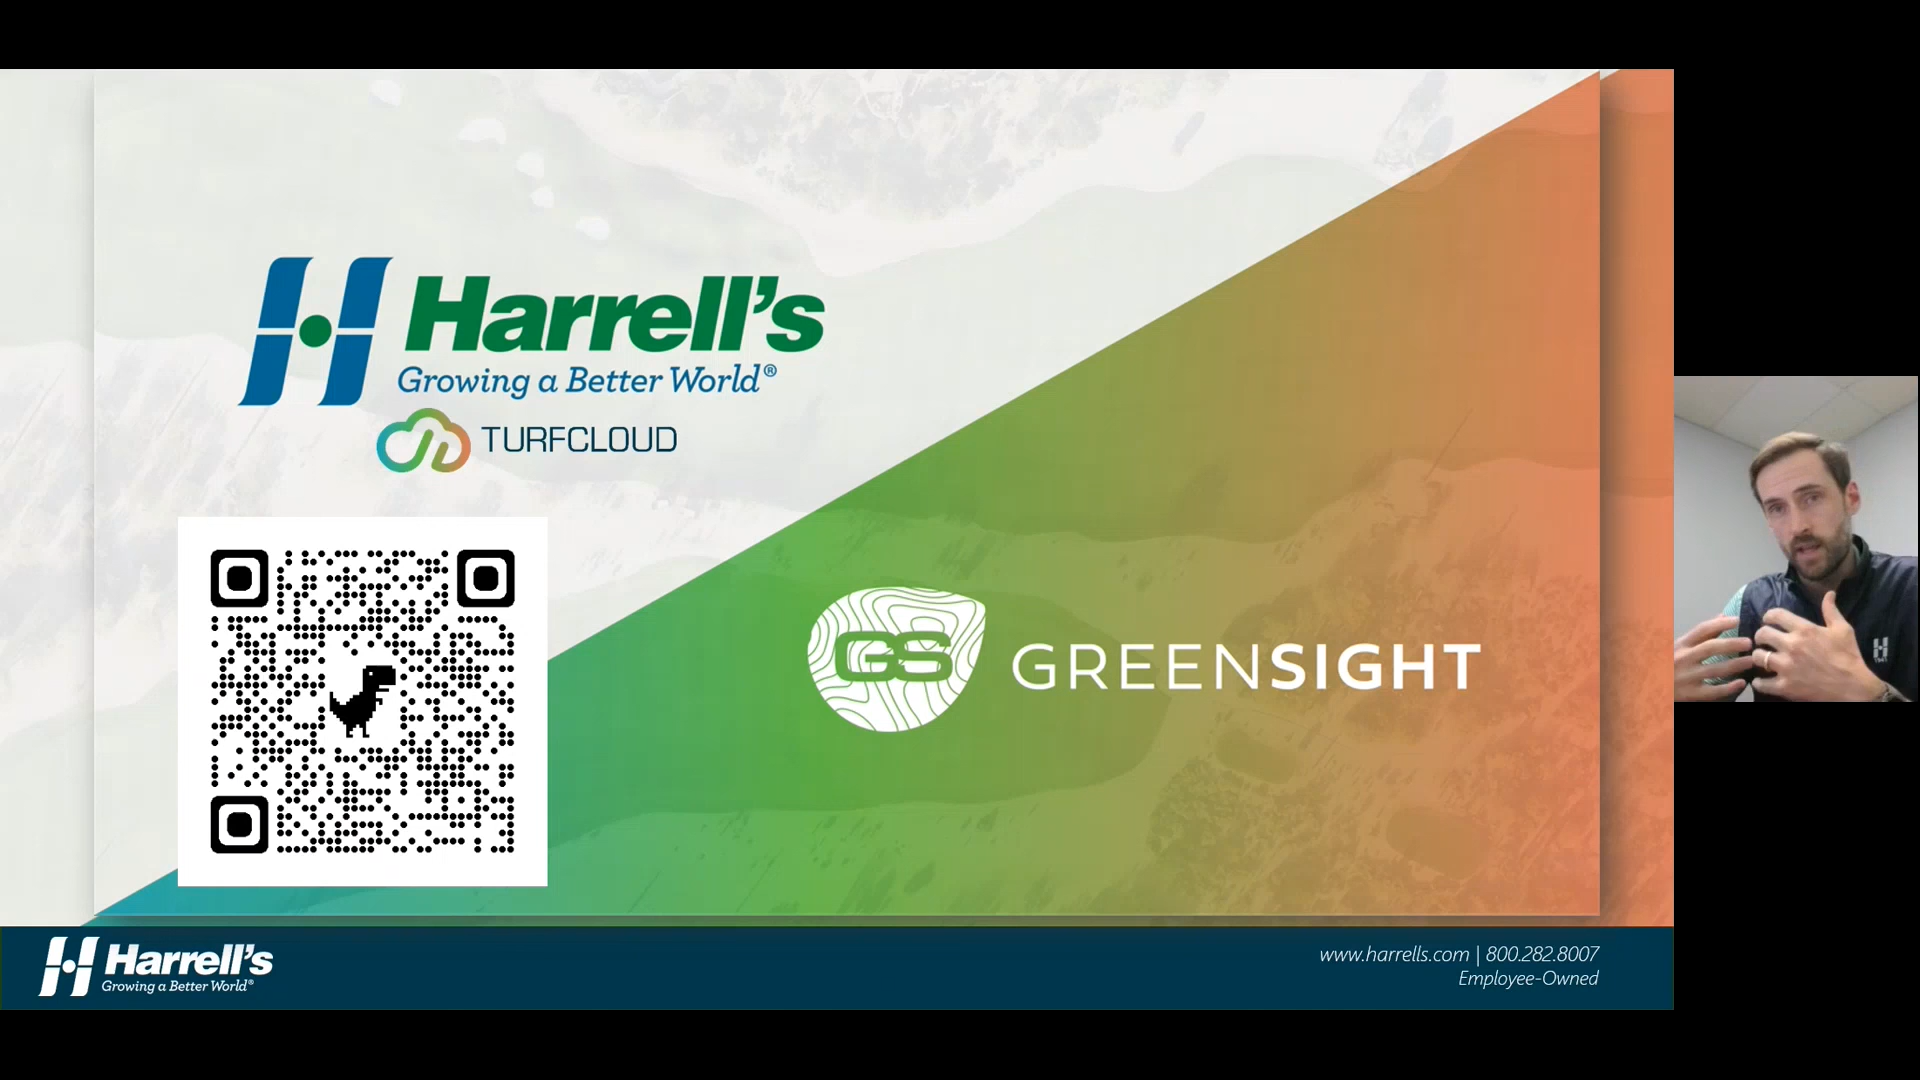 Harrell's
Growing a Better World®
TURFCLOUD
GS GREENSIGHT
Harrell's
Growing a Better World®
www.harrells.com | 800.282.8007
Employee-Owned
H